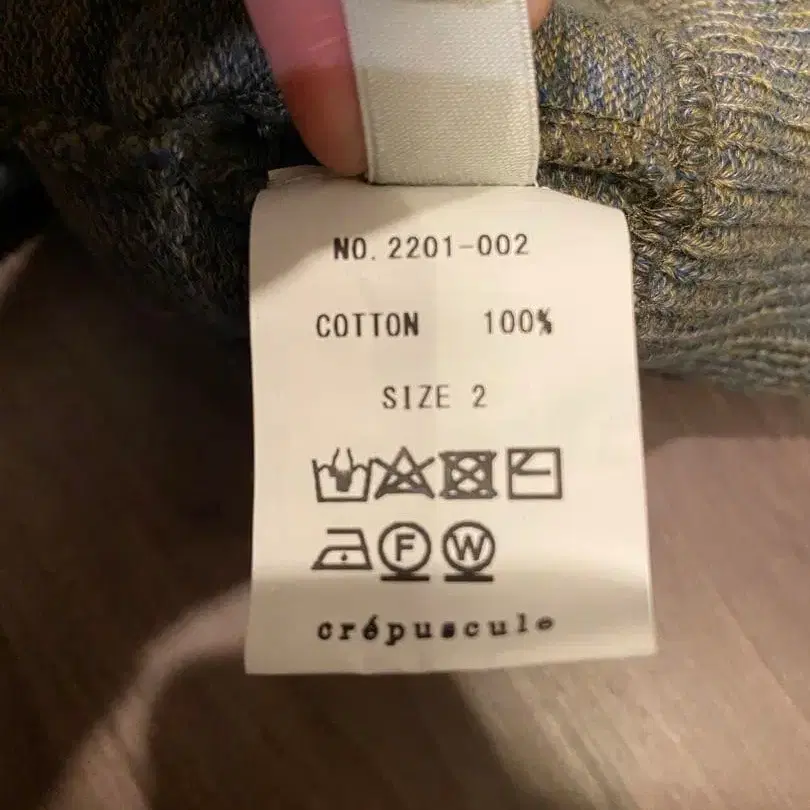 NO. 2201-002
COTTON 100%
SIZE 2
F W
crépuscule